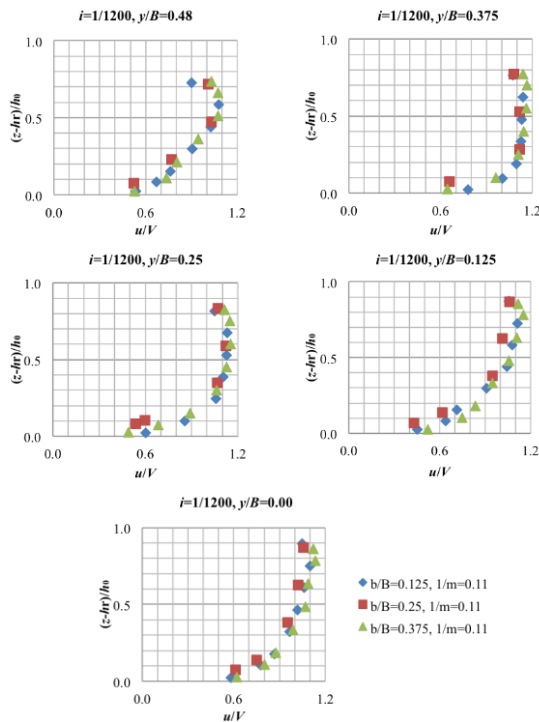 i=1/1200, y/B=0.48
1.0
0.5
0.0
(z-hr)/h₀
0.0 0.6 1.2
u/V
i=1/1200, y/B=0.375
1.0
0.5
0.0
(z-hr)/h₀
0.0 0.6 1.2
u/V
i=1/1200, y/B=0.25
1.0
0.5
0.0
(z-hr)/h₀
0.0 0.6 1.2
u/V
i=1/1200, y/B=0.125
1.0
0.5
0.0
(z-hr)/h₀
0.0 0.6 1.2
u/V
i=1/1200, y/B=0.00
1.0
0.5
0.0
(z-hr)/h₀
0.0 0.6 1.2
u/V
b/B=0.125, 1/m=0.11
b/B=0.25, 1/m=0.11
b/B=0.375, 1/m=0.11